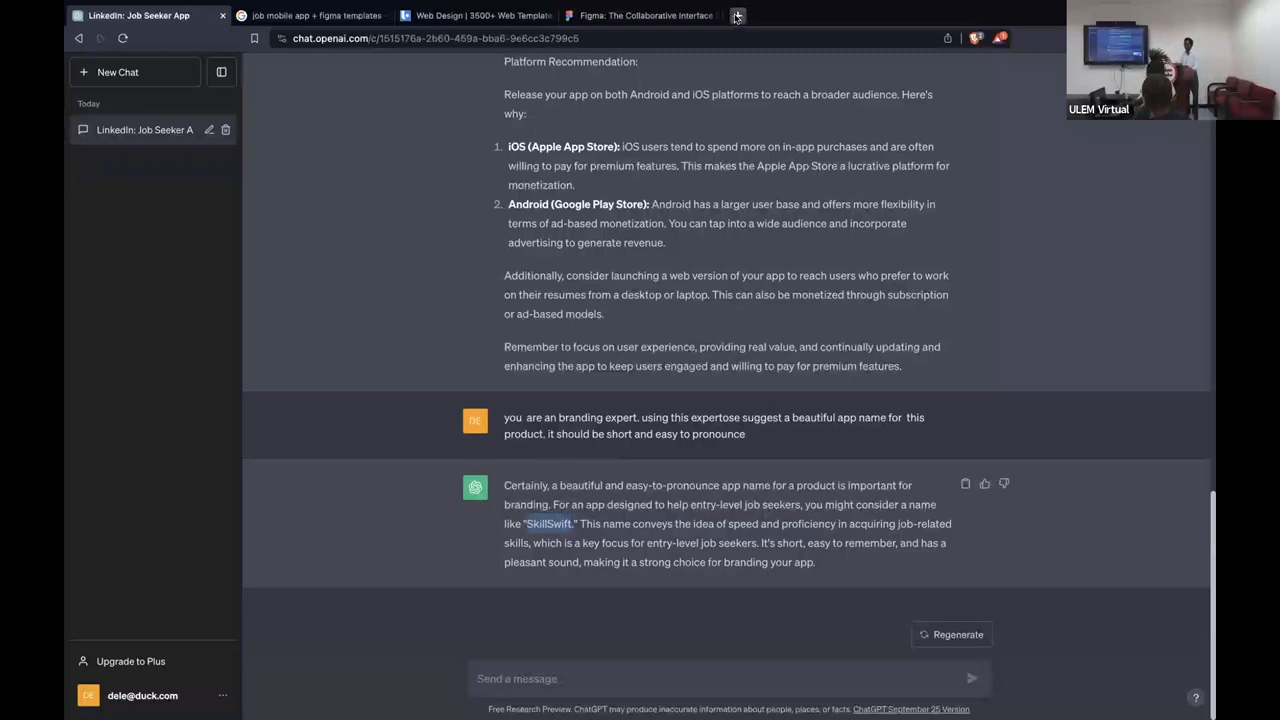 LinkedIn: Job Seeker App
job mobile app + figma templates
Web Design | 3500+ Web Template
Figma: The Collaborative Interface
chat.openai.com/c/1515176a-2b60-459a-bba6-9e6cc3c799c5
ULEM Virtual
New Chat
Today
LinkedIn: Job Seeker A
Platform Recommendation:
Release your app on both Android and iOS platforms to reach a broader audience. Here's
why:
1. iOS (Apple App Store): iOS users tend to spend more on in-app purchases and are often
willing to pay for premium features. This makes the Apple App Store a lucrative platform for
monetization.
2. Android (Google Play Store): Android has a larger user base and offers more flexibility in
terms of ad-based monetization. You can tap into a wide audience and incorporate
advertising to generate revenue.
Additionally, consider launching a web version of your app to reach users who prefer to work
on their resumes from a desktop or laptop. This can also be monetized through subscription
or ad-based models.
Remember to focus on user experience, providing real value, and continually updating and
enhancing the app to keep users engaged and willing to pay for premium features.
DE
you are an branding expert. using this expertose suggest a beautiful app name for this
product. it should be short and easy to pronounce
Certainly, a beautiful and easy-to-pronounce app name for a product is important for
branding. For an app designed to help entry-level job seekers, you might consider a name
like "SkillSwift." This name conveys the idea of speed and proficiency in acquiring job-related
skills, which is a key focus for entry-level job seekers. It's short, easy to remember, and has a
pleasant sound, making it a strong choice for branding your app.
Regenerate
Upgrade to Plus
DE dele@duck.com
Send a message
?
Free Research Preview. ChatGPT may produce inaccurate information about people, places, or facts. ChatGPT September 25 Version